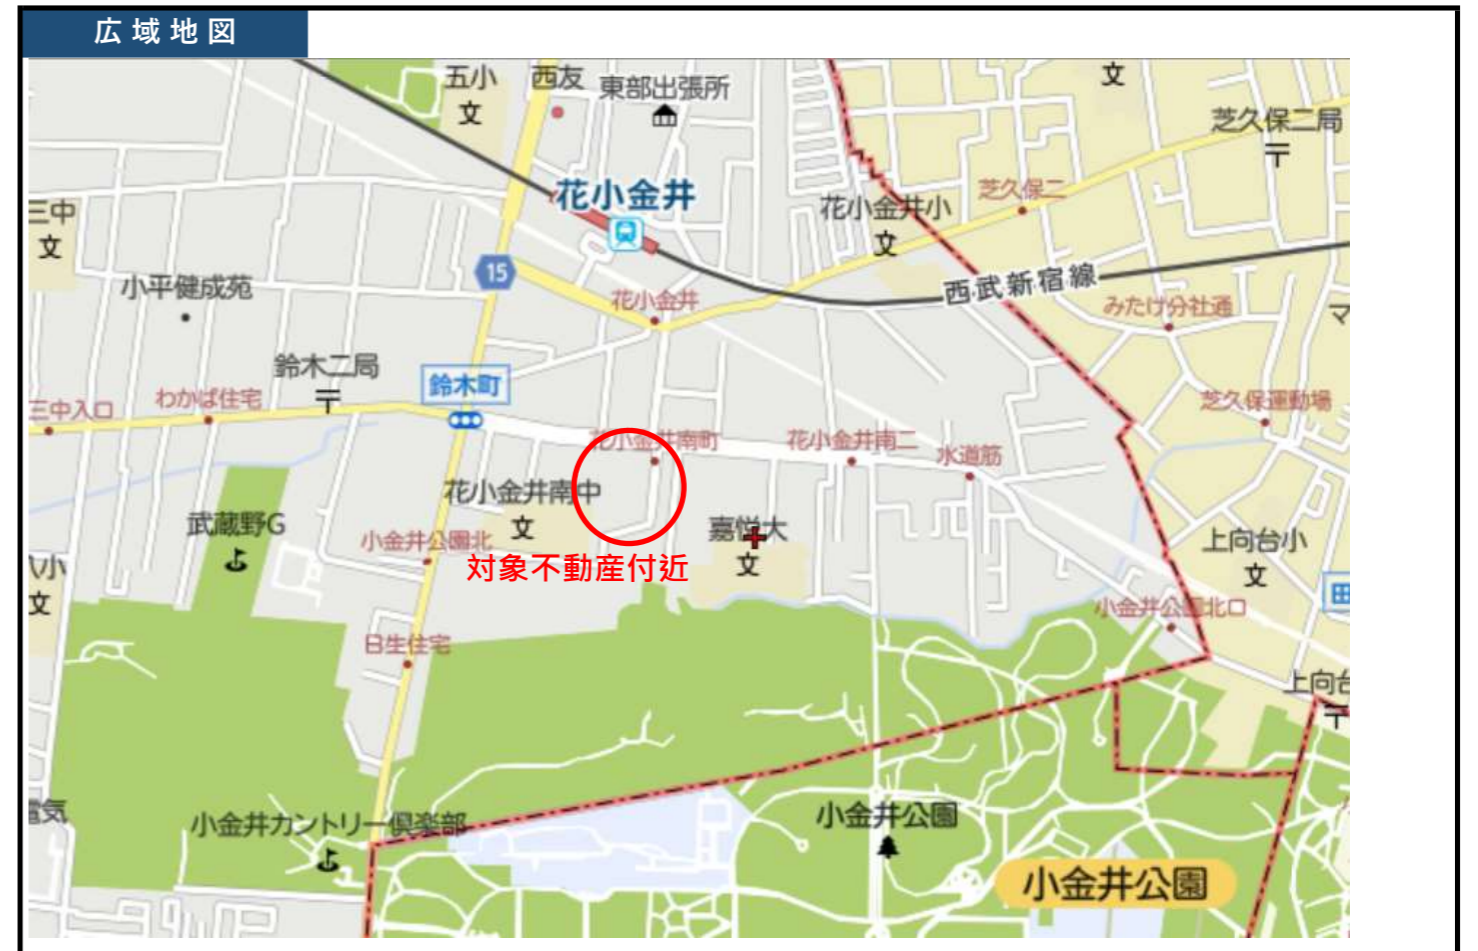 広域地図
五小
文
西友
東部出張所
文
芝久保二局
〒
花小金井
芝久保二
花小金井小
文
三中
文
15
西武新宿線
小平健成苑
花小金井
みたけ分社通
マ
鈴木二局
〒
鈴木町
わかば住宅
三中入口
芝久保運動場
花小金井南町
花小金井南二
水道筋
花小金井南中
文
武蔵野G
小金井公園北
嘉悦大
文
上向台小
文
対象不動産付近
小
文
田
小金井公園北口
日生住宅
上向台
〒
電気
小金井カントリー倶楽部
小金井公園
小金井公園